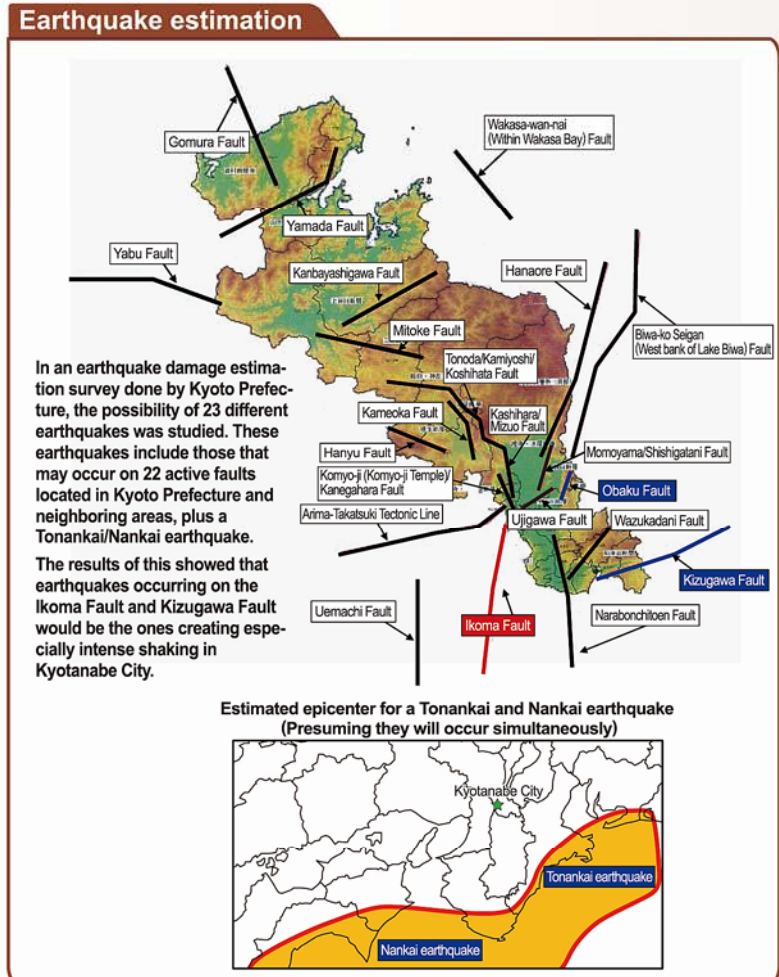 Earthquake estimation
Gomura Fault
Wakasa-wan-nai
(Within Wakasa Bay) Fault
Yamada Fault
Yabu Fault
Kanbayashigawa Fault
Hanaore Fault
Mitoke Fault
Biwa-ko Seigan
(West bank of Lake Biwa) Fault
In an earthquake damage estima-
tion survey done by Kyoto Prefec-
ture, the possibility of 23 different
earthquakes was studied. These
earthquakes include those that
may occur on 22 active faults
located in Kyoto Prefecture and
neighboring areas, plus a
Tonankai/Nankai earthquake.
The results of this showed that
earthquakes occurring on the
Ikoma Fault and Kizugawa Fault
would be the ones creating espe-
cially intense shaking in
Kyotanabe City.
Tonoda/Kamiyoshi/
Koshihata Fault
Kameoka Fault
Kashihara/
Mizuo Fault
Hanyu Fault
Momoyama/Shishigatani Fault
Komyo-ji (Komyo-ji Temple)/
Kanegahara Fault
Obaku Fault
Arima-Takatsuki Tectonic Line
Ujigawa Fault
Wazukadani Fault
Kizugawa Fault
Uemachi Fault
Ikoma Fault
Narabonchitoen Fault
Estimated epicenter for a Tonankai and Nankai earthquake
(Presuming they will occur simultaneously)
Kyotanabe City
Tonankai earthquake
Nankai earthquake